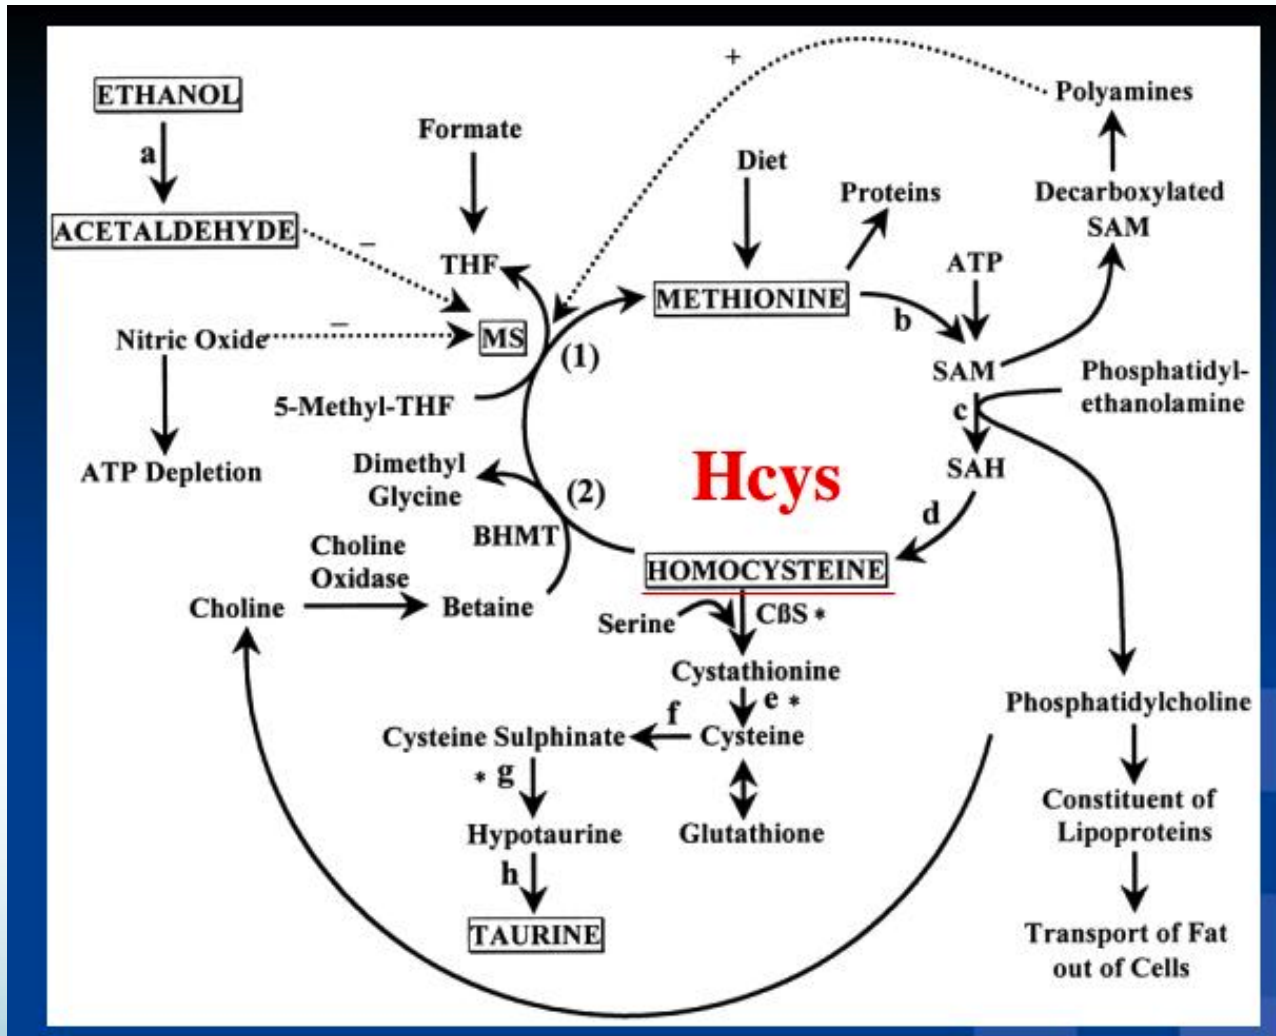 ETHANOL
a
ACETALDEHYDE
–
Nitric Oxide
–
ATP Depletion
Formate
THF
MS
(1)
5-Methyl-THF
Dimethyl
Glycine
(2)
BHMT
Choline
Oxidase
Choline
Betaine
+
Diet
Proteins
METHIONINE
b
ATP
SAM
Polyamines
Decarboxylated
SAM
Phosphatidyl-
ethanolamine
c
SAH
d
Hcys
HOMOCYSTEINE
Serine
CßS *
Cystathionine
e *
Cysteine
f
Cysteine Sulphinate
* g
Hypotaurine
h
TAURINE
Glutathione
Phosphatidylcholine
Constituent of
Lipoproteins
Transport of Fat
out of Cells